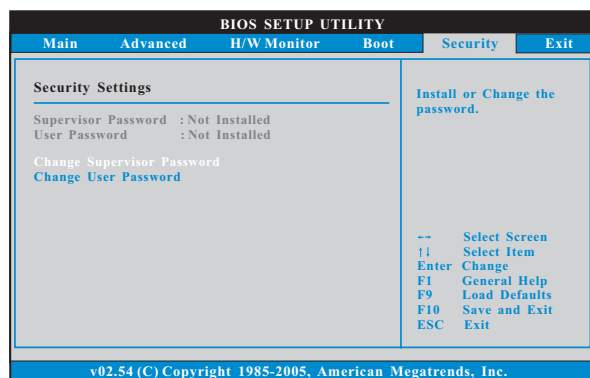 BIOS SETUP UTILITY
Main Advanced H/W Monitor Boot Security Exit
Security Settings
Supervisor Password : Not Installed
User Password : Not Installed
Change Supervisor Password
Change User Password
Install or Change the
password.
←→ Select Screen
↑↓ Select Item
Enter Change
F1 General Help
F9 Load Defaults
F10 Save and Exit
ESC Exit
v02.54 (C) Copyright 1985-2005, American Megatrends, Inc.